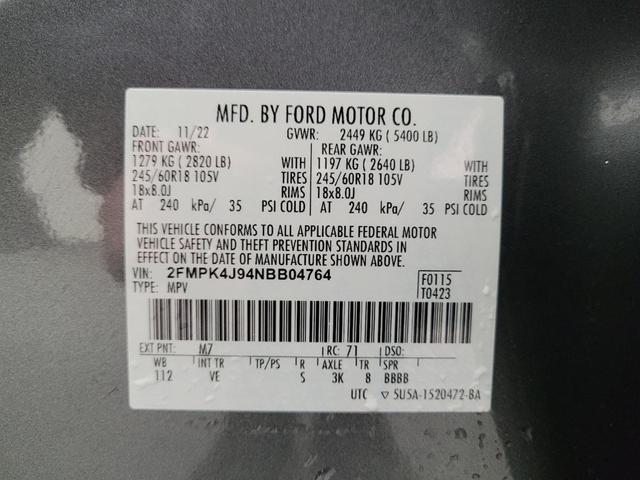 MFD. BY FORD MOTOR CO.
DATE: 11/22 GVWR: 2449 KG ( 5400 LB)
FRONT GAWR: REAR GAWR:
1279 KG ( 2820 LB) WITH 1197 KG ( 2640 LB) WITH
245/60R18 105V TIRES 245/60R18 105V TIRES
18x8.0J RIMS 18x8.0J RIMS
AT 240 kPa/ 35 PSI COLD AT 240 kPa/ 35 PSI COLD
THIS VEHICLE CONFORMS TO ALL APPLICABLE FEDERAL MOTOR
VEHICLE SAFETY AND THEFT PREVENTION STANDARDS IN
EFFECT ON THE DATE OF MANUFACTURE SHOWN ABOVE.
VIN: 2FMPK4J94NBB04764 F0115
TYPE: MPV T0423
EXT PNT: M7 RC: 71 DSO:
WB INT TR TP/PS R AXLE TR SPR
112 VE S 3K 8 BBBB
UTC ▽ 5U5A-1520472-BA